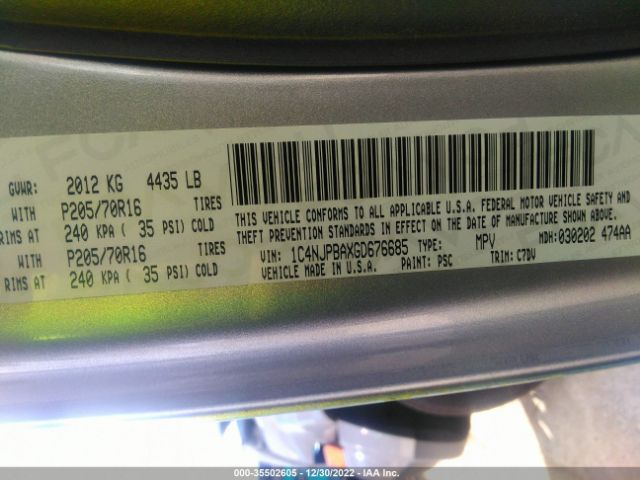 GVWR: 2012 KG 4435 LB
WITH P205/70R16 TIRES
RIMS AT 240 KPA ( 35 PSI) COLD
WITH P205/70R16 TIRES
RIMS AT 240 KPA ( 35 PSI) COLD
THIS VEHICLE CONFORMS TO ALL APPLICABLE U.S.A. FEDERAL MOTOR VEHICLE SAFETY AND
THEFT PREVENTION STANDARDS IN EFFECT ON THE DATE OF MANUFACTURE SHOWN ABOVE.
VIN: 1C4NJPBAXGD676685 TYPE: MPV MDH:030202 474AA
VEHICLE MADE IN U.S.A. PAINT: PSC TRIM: C7DV
000-35502605 - 12/30/2022 - IAA Inc.